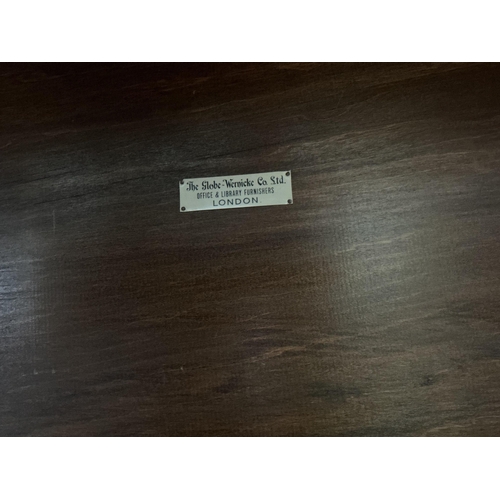 The Globe-Wernicke Co. Ltd.
OFFICE & LIBRARY FURNISHERS
LONDON